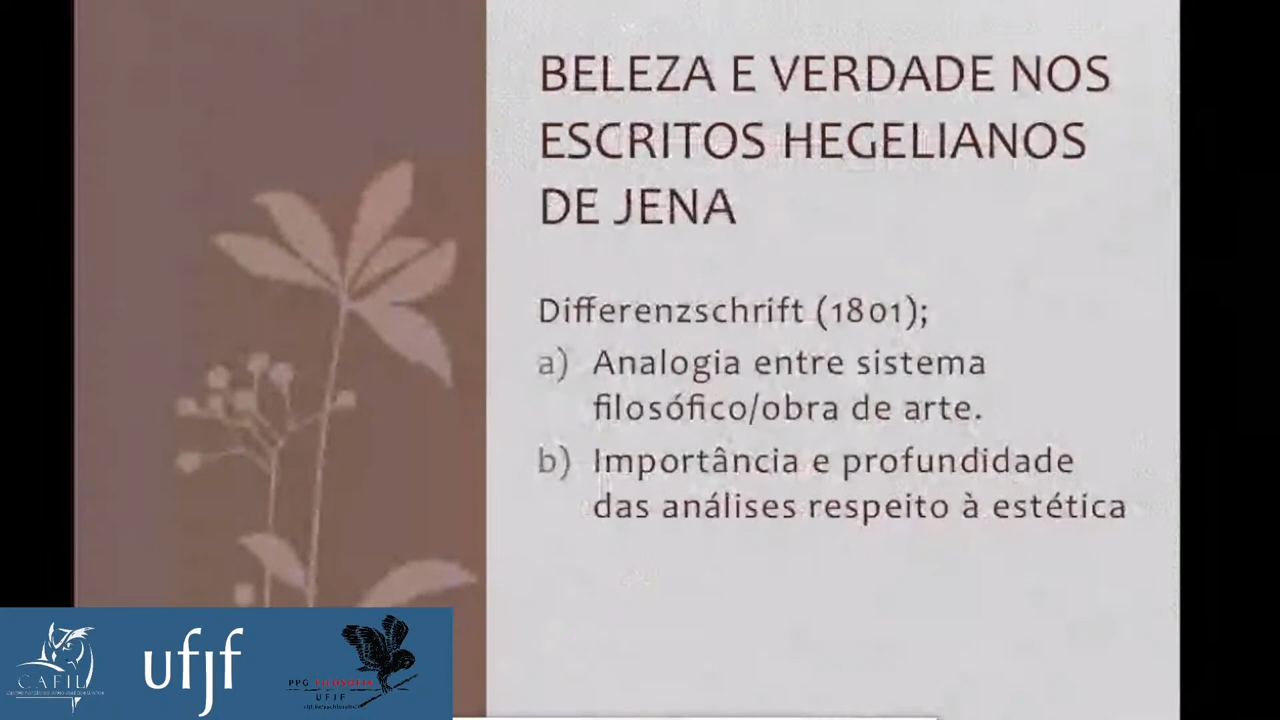 BELEZA E VERDADE NOS
ESCRITOS HEGELIANOS
DE JENA
Differenzschrift (1801);
a) Analogia entre sistema
filosófico/obra de arte.
b) Importância e profundidade
das análises respeito à estética
CAFIL
ufjf
PPG FILOSOFIA
UFJF